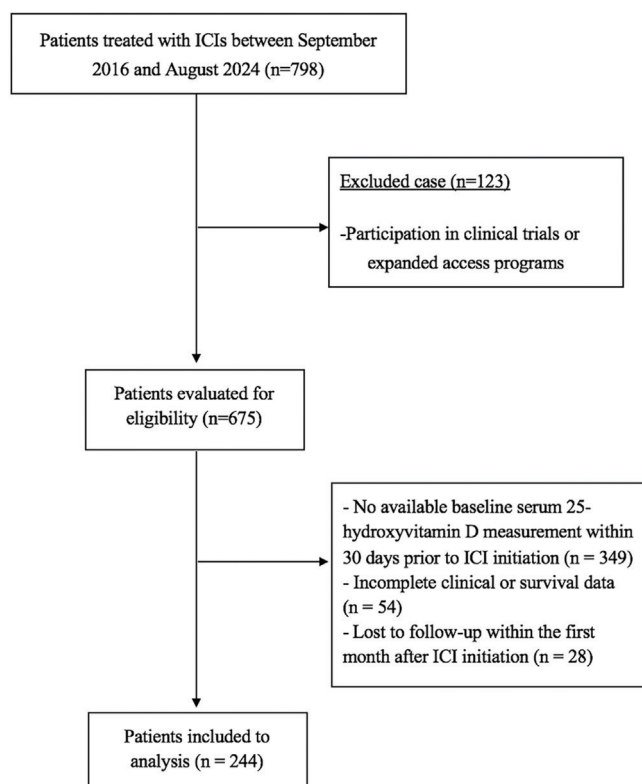 Patients treated with ICIs between September
2016 and August 2024 (n=798)
Excluded case (n=123)
-Participation in clinical trials or
expanded access programs
Patients evaluated for
eligibility (n=675)
- No available baseline serum 25-
hydroxyvitamin D measurement within
30 days prior to ICI initiation (n = 349)
- Incomplete clinical or survival data
(n = 54)
- Lost to follow-up within the first
month after ICI initiation (n = 28)
Patients included to
analysis (n = 244)